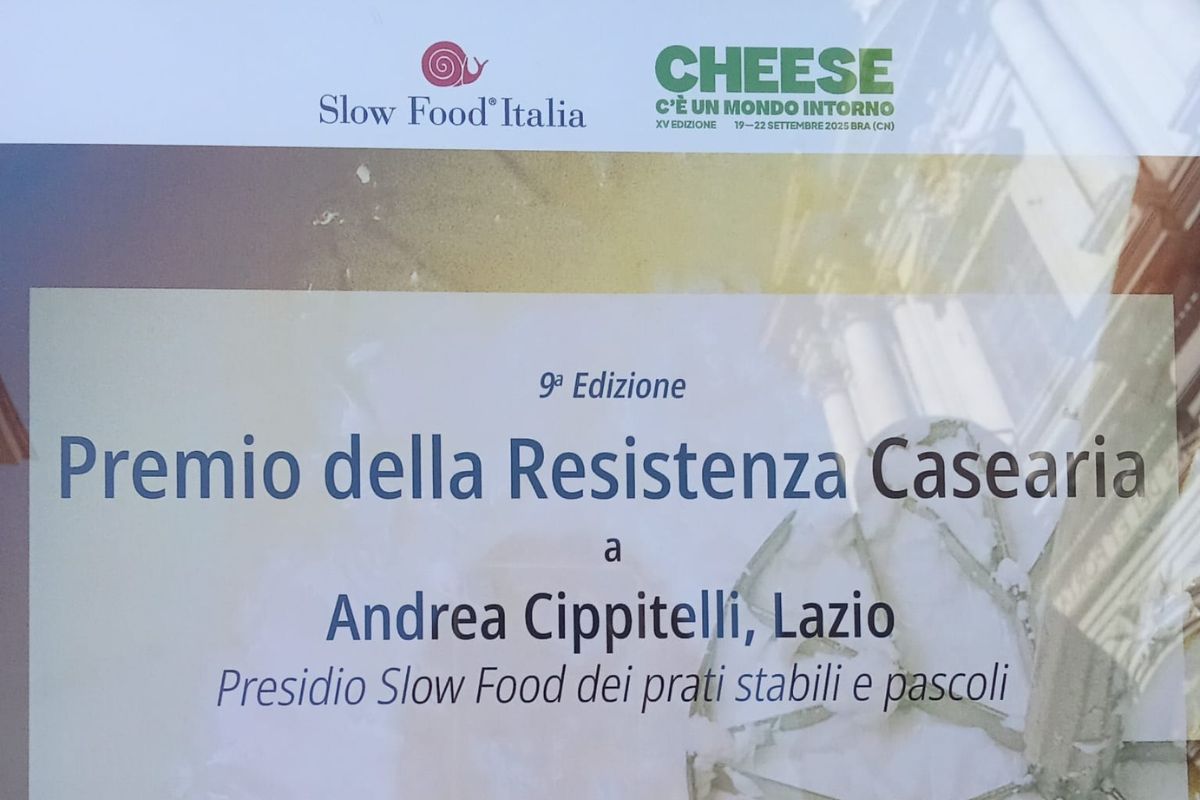 Slow Food® Italia
CHEESE
C'È UN MONDO INTORNO
XV EDIZIONE 19—22 SETTEMBRE 2025 BRA (CN)
9ª Edizione
Premio della Resistenza Casearia
a
Andrea Cippitelli, Lazio
Presidio Slow Food dei prati stabili e pascoli